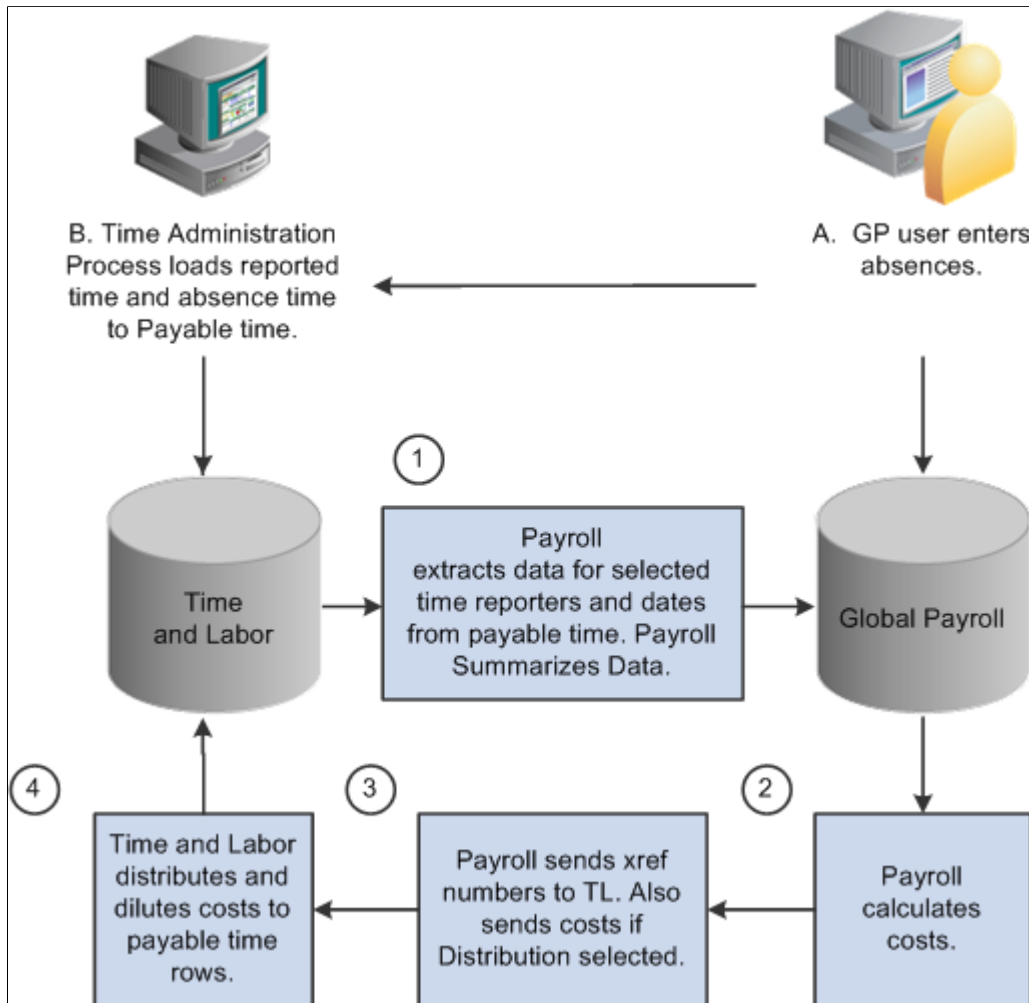 B. Time Administration
Process loads reported
time and absence time
to Payable time.
A. GP user enters
absences.
1
Payroll
extracts data for selected
time reporters and dates
from payable time. Payroll
Summarizes Data.
Time
and Labor
Global Payroll
4
3
2
Time and Labor
distributes and
dilutes costs to
payable time
rows.
Payroll sends xref
numbers to TL. Also
sends costs if
Distribution selected.
Payroll
calculates
costs.